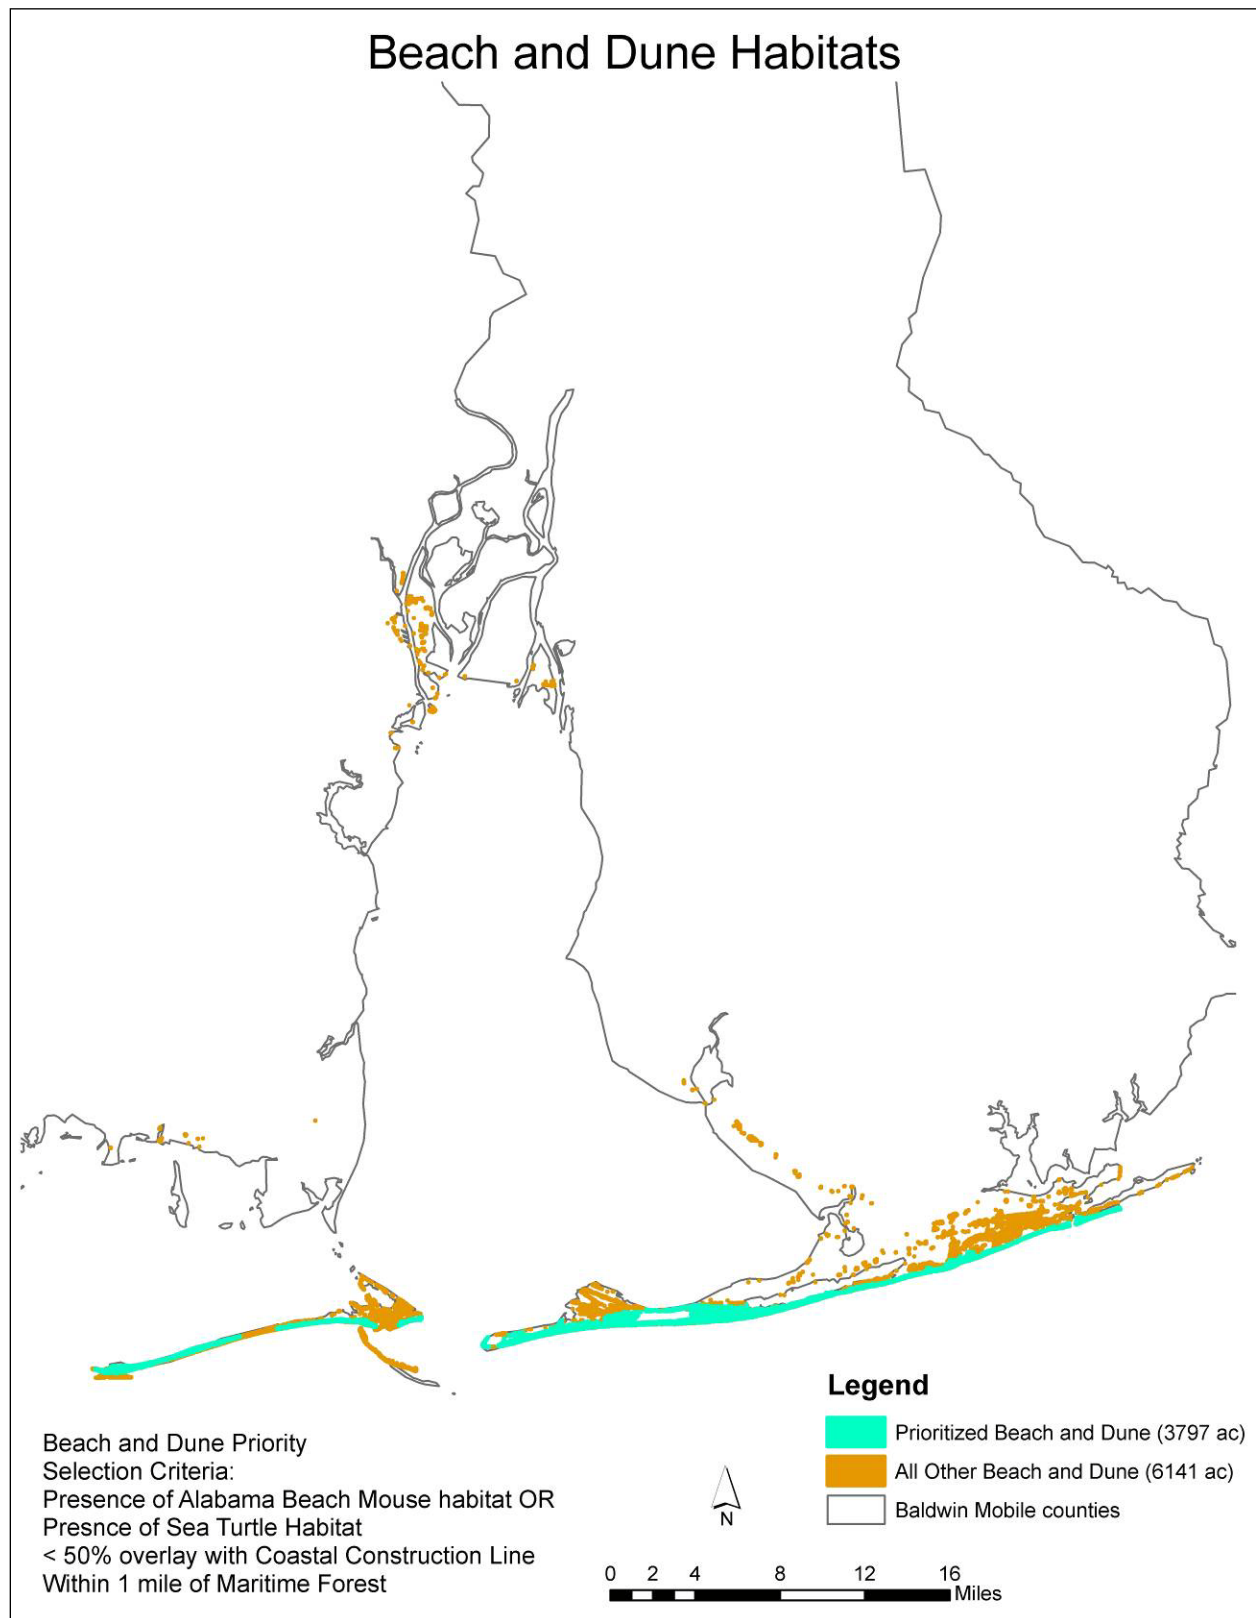 Beach and Dune Habitats
Legend
Prioritized Beach and Dune (3797 ac)
All Other Beach and Dune (6141 ac)
Baldwin Mobile counties
Beach and Dune Priority
Selection Criteria:
Presence of Alabama Beach Mouse habitat OR
Presnce of Sea Turtle Habitat
< 50% overlay with Coastal Construction Line
Within 1 mile of Maritime Forest
N
0 2 4 8 12 16
Miles